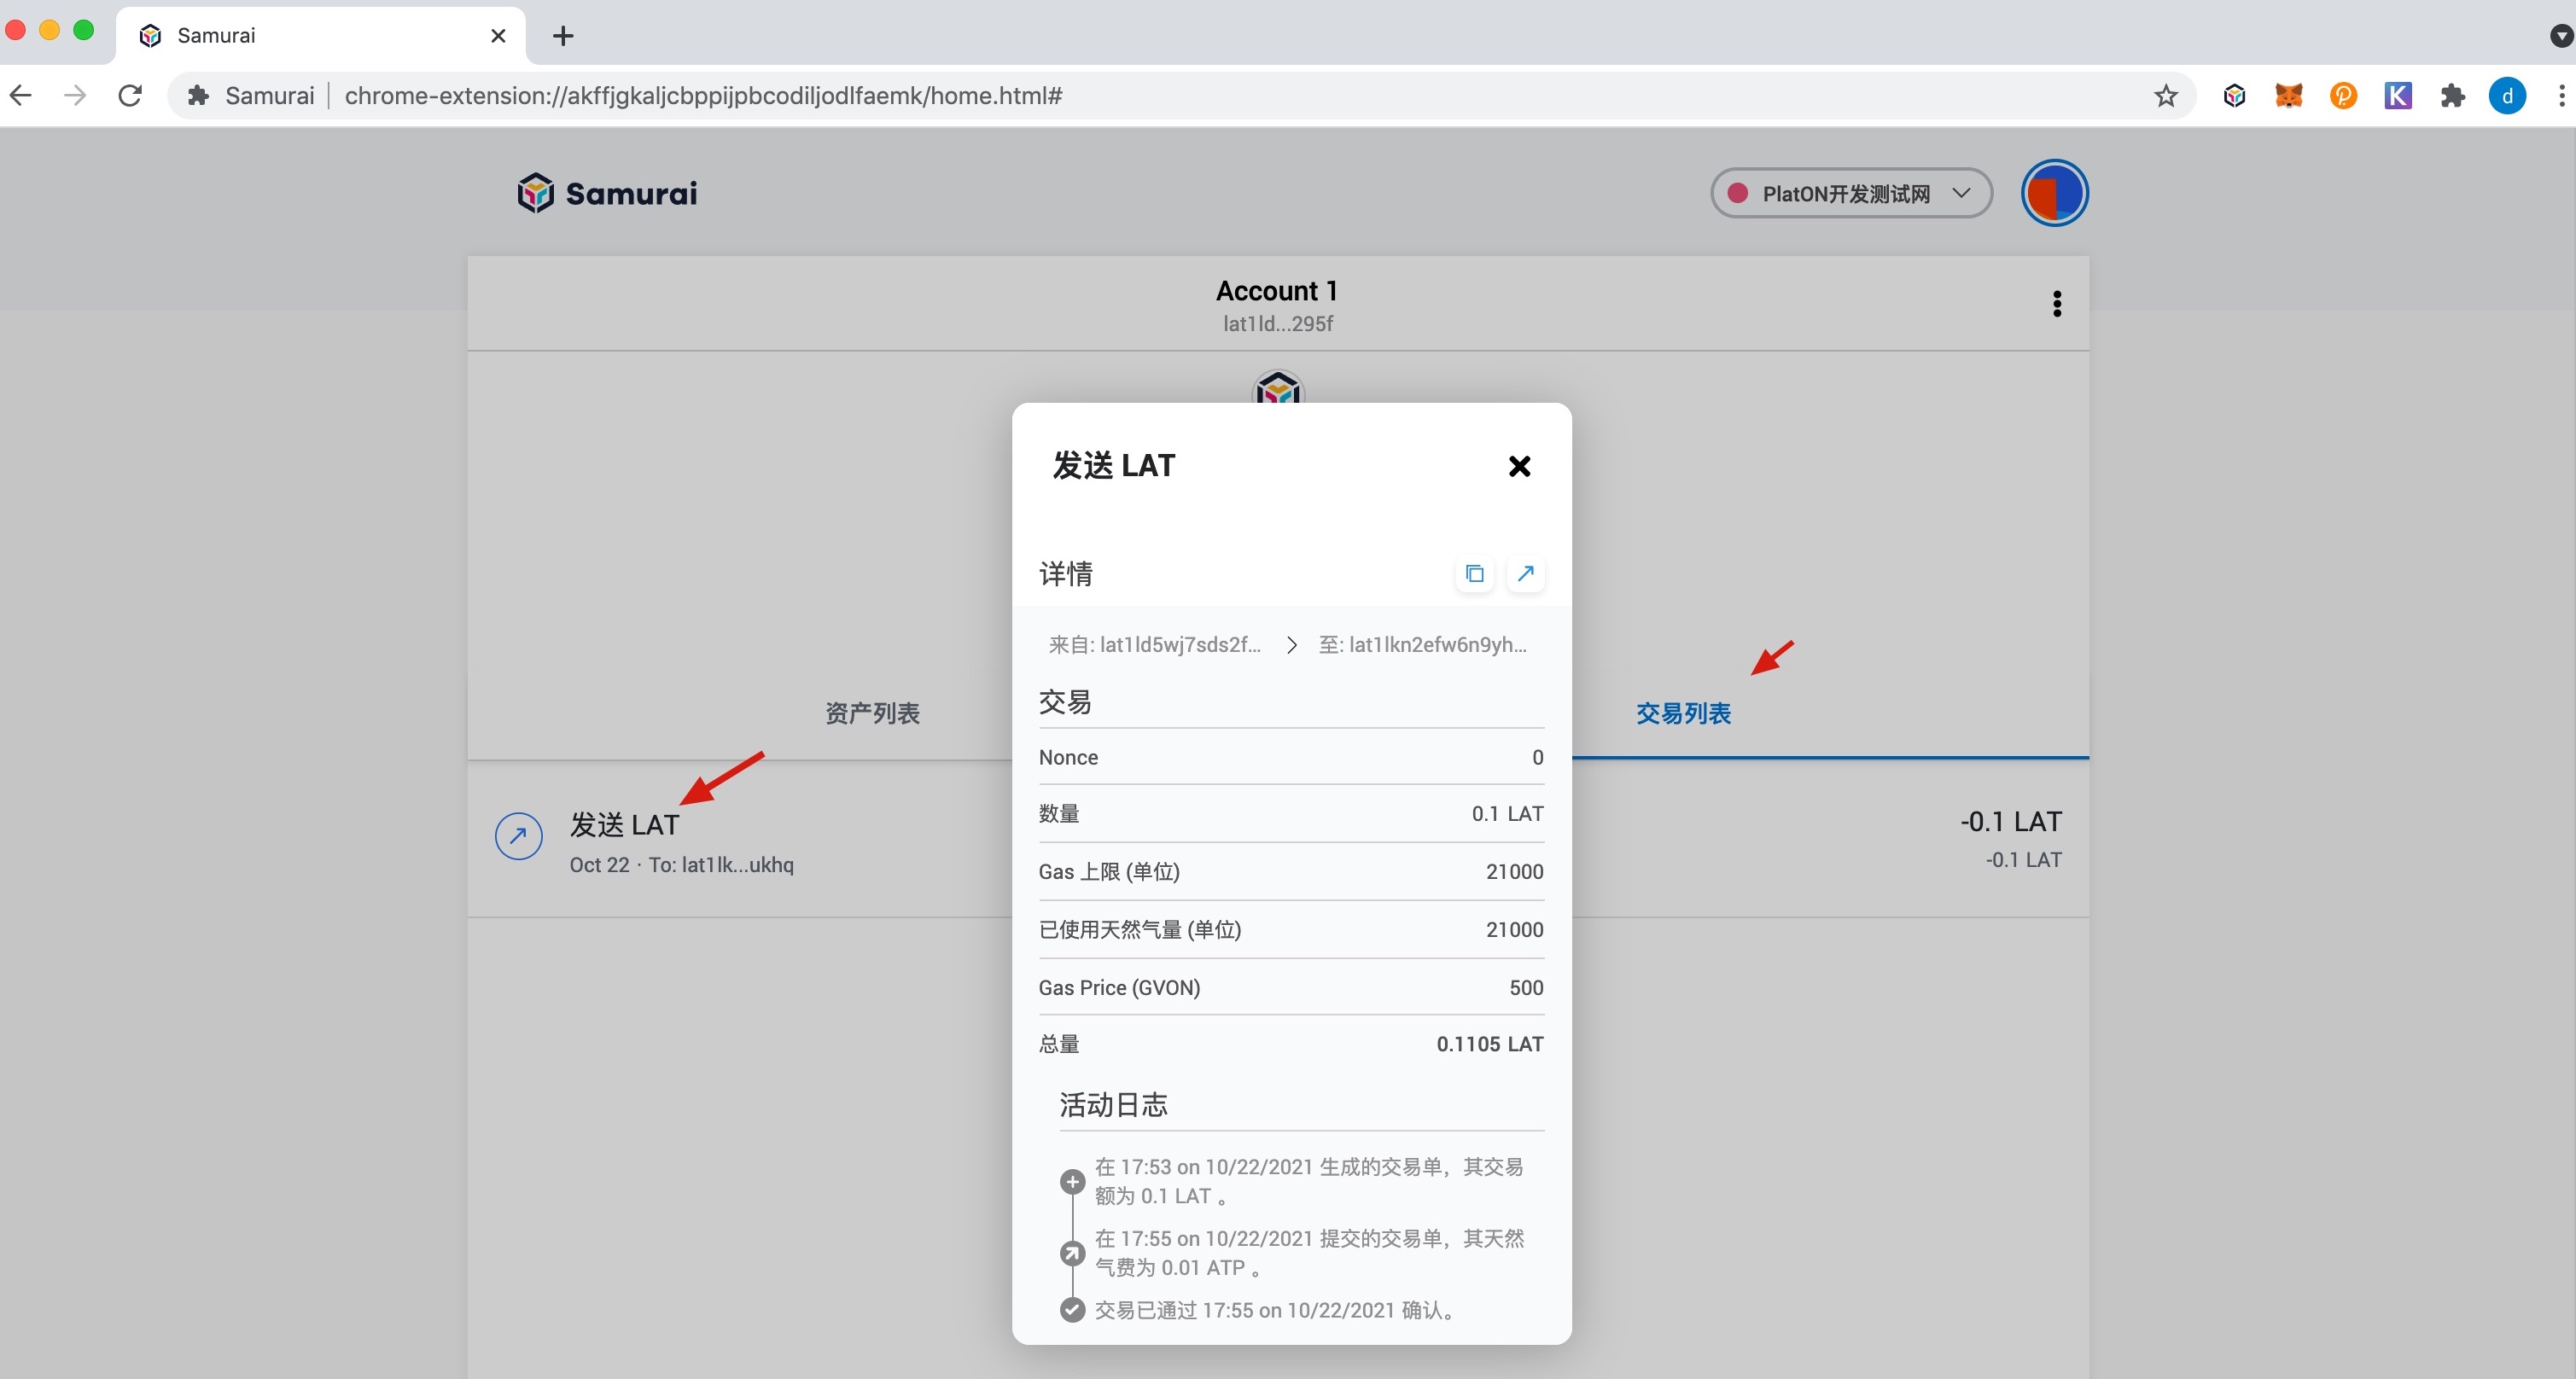 Samurai
Samurai
chrome-extension://akffjgkaljcbppijpbcodiljodlfaemk/home.html#
K
d
Samurai
PlatON开发测试网
Account 1
lat1ld...295f
发送 LAT
详情
来自: lat1ld5wj7sds2f...
至: lat1lkn2efw6n9yh...
交易
资产列表
交易列表
Nonce
0
数量
0.1 LAT
Gas 上限 (单位)
21000
已使用天然气量 (单位)
21000
Gas Price (GVON)
500
总量
0.1105 LAT
活动日志
在 17:53 on 10/22/2021 生成的交易单，其交易
额为 0.1 LAT 。
在 17:55 on 10/22/2021 提交的交易单，其天然
气费为 0.01 ATP 。
交易已通过 17:55 on 10/22/2021 确认。
发送 LAT
Oct 22 · To: lat1lk...ukhq
-0.1 LAT
-0.1 LAT